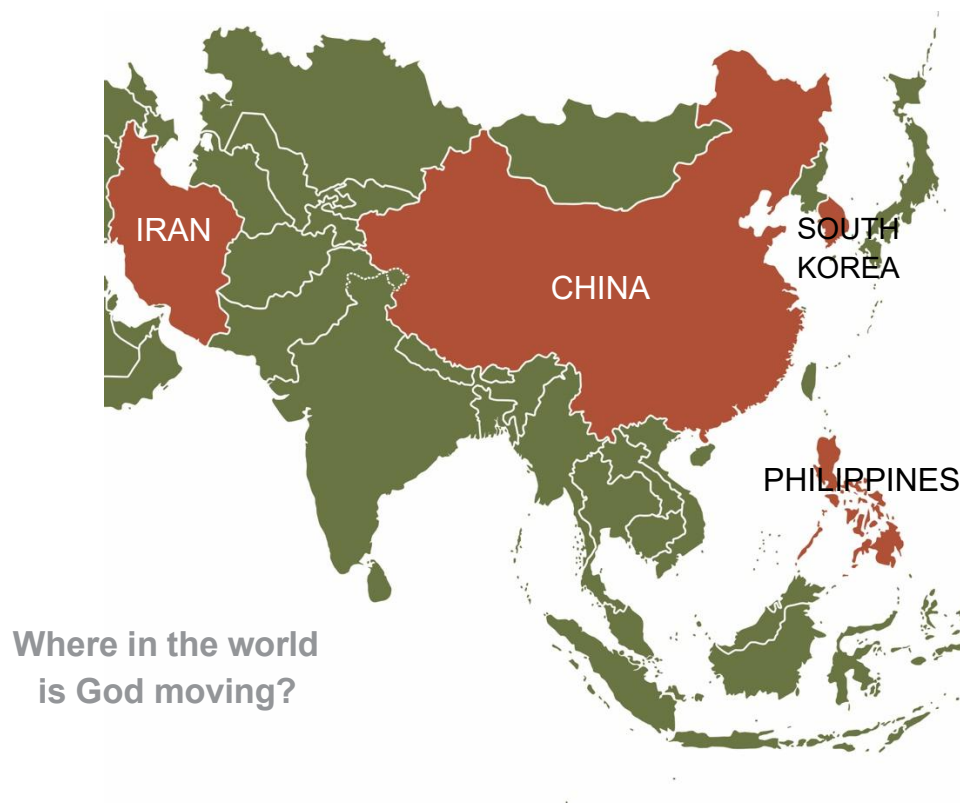 IRAN
SOUTH
KOREA
CHINA
PHILIPPINES
Where in the world
is God moving?